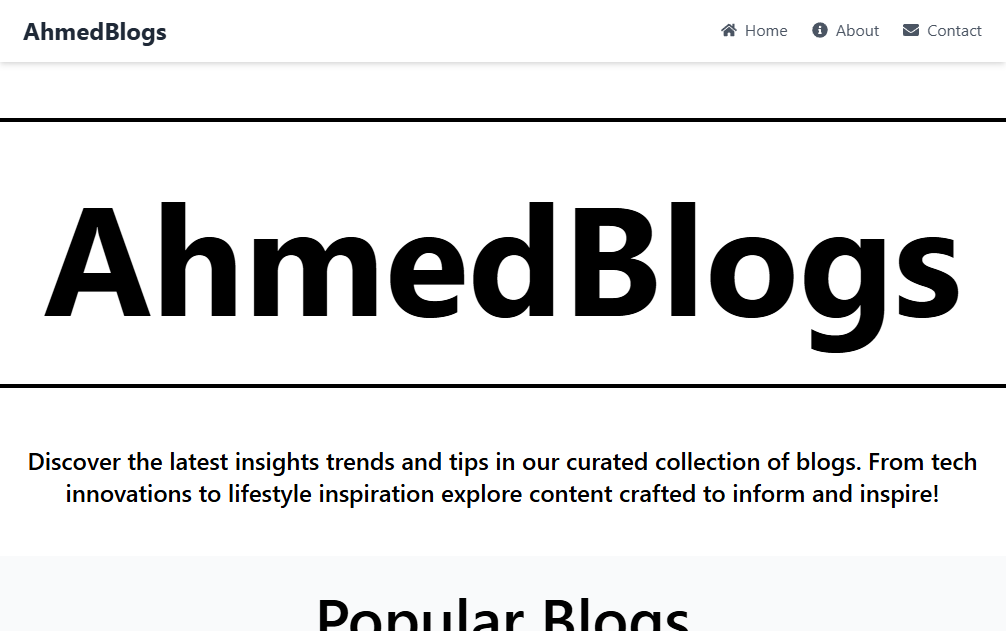 AhmedBlogs
Home About Contact
AhmedBlogs
Discover the latest insights trends and tips in our curated collection of blogs. From tech
innovations to lifestyle inspiration explore content crafted to inform and inspire!
Popular Blogs